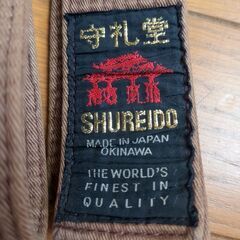 守礼堂
SHUREIDO
MADE IN JAPAN
OKINAWA
THE WORLD'S
FINEST IN
QUALITY